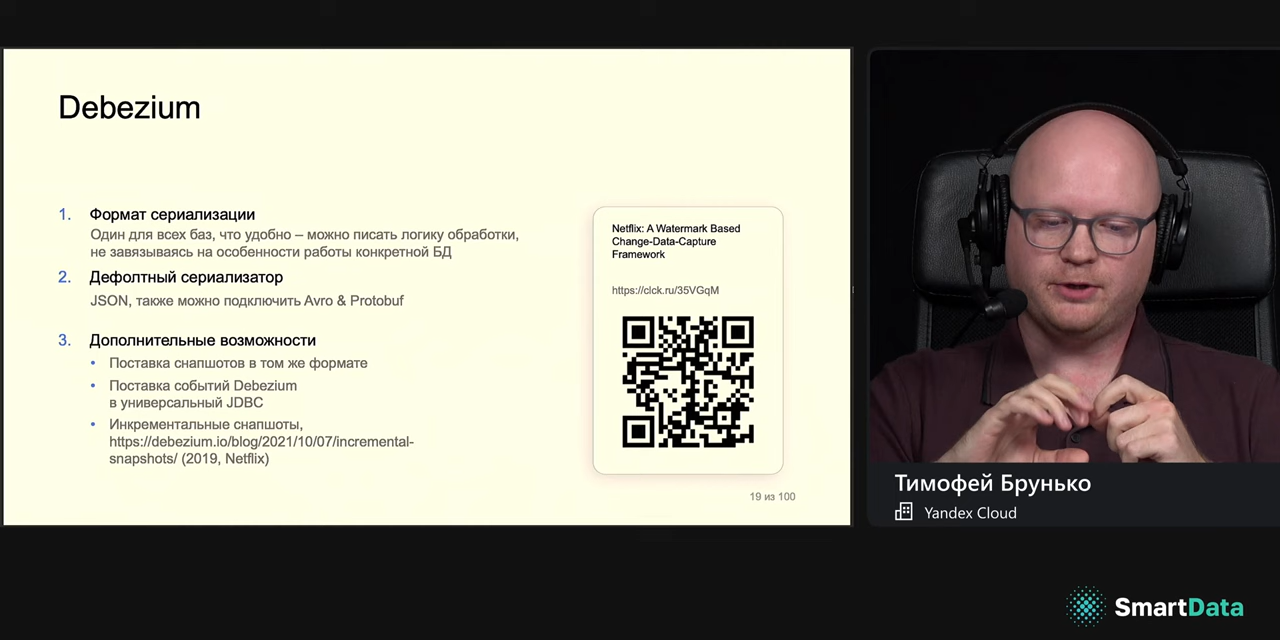 Debezium
1. Формат сериализации
Один для всех баз, что удобно – можно писать логику обработки,
не завязываясь на особенности работы конкретной БД
2. Дефолтный сериализатор
JSON, также можно подключить Avro & Protobuf
3. Дополнительные возможности
• Поставка снапшотов в том же формате
• Поставка событий Debezium
в универсальный JDBC
• Инкрементальные снапшоты,
https://debezium.io/blog/2021/10/07/incremental-
snapshots/ (2019, Netflix)
Netflix: A Watermark Based
Change-Data-Capture
Framework
https://clck.ru/35VGqM
19 из 100
Тимофей Брунько
Yandex Cloud
SmartData